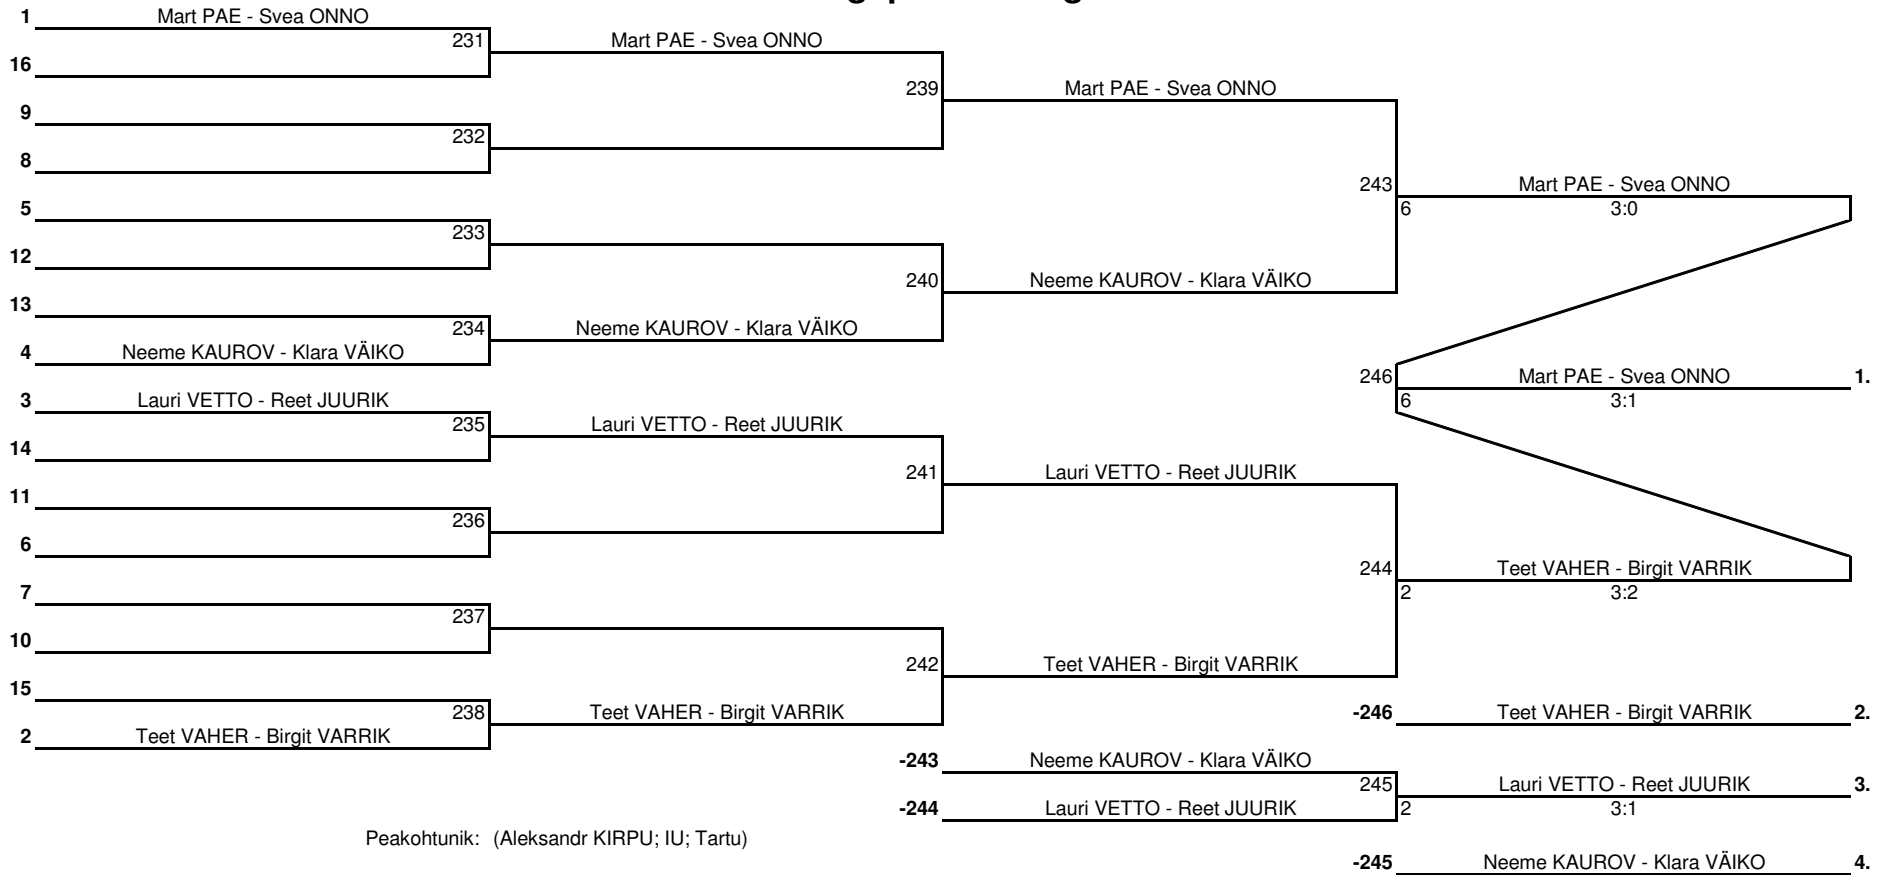 1 Mart PAE - Svea ONNO
231 Mart PAE - Svea ONNO
16
239 Mart PAE - Svea ONNO
9
232
8
243 Mart PAE - Svea ONNO
6 3:0
5
233
12
240 Neeme KAUROV - Klara VÄIKO
13
234 Neeme KAUROV - Klara VÄIKO
4 Neeme KAUROV - Klara VÄIKO
246 Mart PAE - Svea ONNO 1.
6 3:1
3 Lauri VETTO - Reet JUURIK
235 Lauri VETTO - Reet JUURIK
14
241 Lauri VETTO - Reet JUURIK
11
236
6
244 Teet VAHER - Birgit VARRIK
2 3:2
7
237
10
242 Teet VAHER - Birgit VARRIK
15
238 Teet VAHER - Birgit VARRIK
2 Teet VAHER - Birgit VARRIK
-246 Teet VAHER - Birgit VARRIK 2.
-243 Neeme KAUROV - Klara VÄIKO
245 Lauri VETTO - Reet JUURIK 3.
-244 Lauri VETTO - Reet JUURIK
2 3:1
Peakohtunik: (Aleksandr KIRPU; IU; Tartu)
-245 Neeme KAUROV - Klara VÄIKO 4.